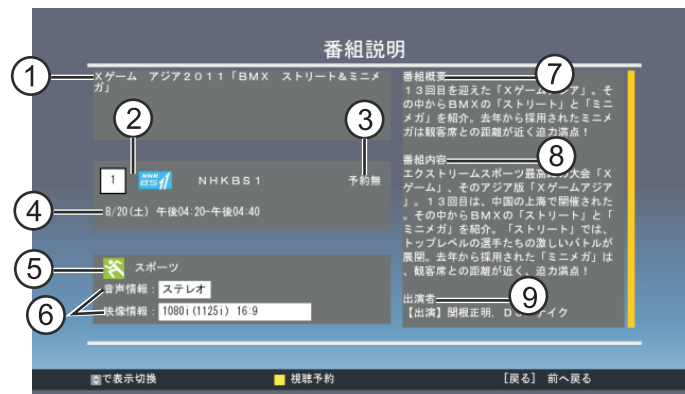 番組説明
Xゲーム アジア2011「BMX ストリート&ミニメ
ガ」
1
2
3
1 NHK BS1 NHKBS1 予約無
4
8/20(土) 午後04:20-午後04:40
5
スポーツ
音声情報: ステレオ
6
映像情報: 1080i(1125i) 16:9
番組概要
7
13回目を迎えた「Xゲームアジア」。そ
の中からBMXの「ストリート」と「ミニ
メガ」を紹介。去年から採用されたミニメ
ガは観客席との距離が近く迫力満点!
番組内容
8
エクストリームスポーツ最高の大会「X
ゲーム」、そのアジア版「Xゲームアジア
」。13回目は、中国の上海で開催された
。その中からBMXの「ストリート」と「
ミニメガ」を紹介。「ストリート」では、
トップレベルの選手たちの激しいバトルが
展開。去年から採用された「ミニメガ」は
、観客席との距離が近く、迫力満点!
出演者
9
【出演】関根正明, D イク
で表示切換 視聴予約 [戻る] 前へ戻る